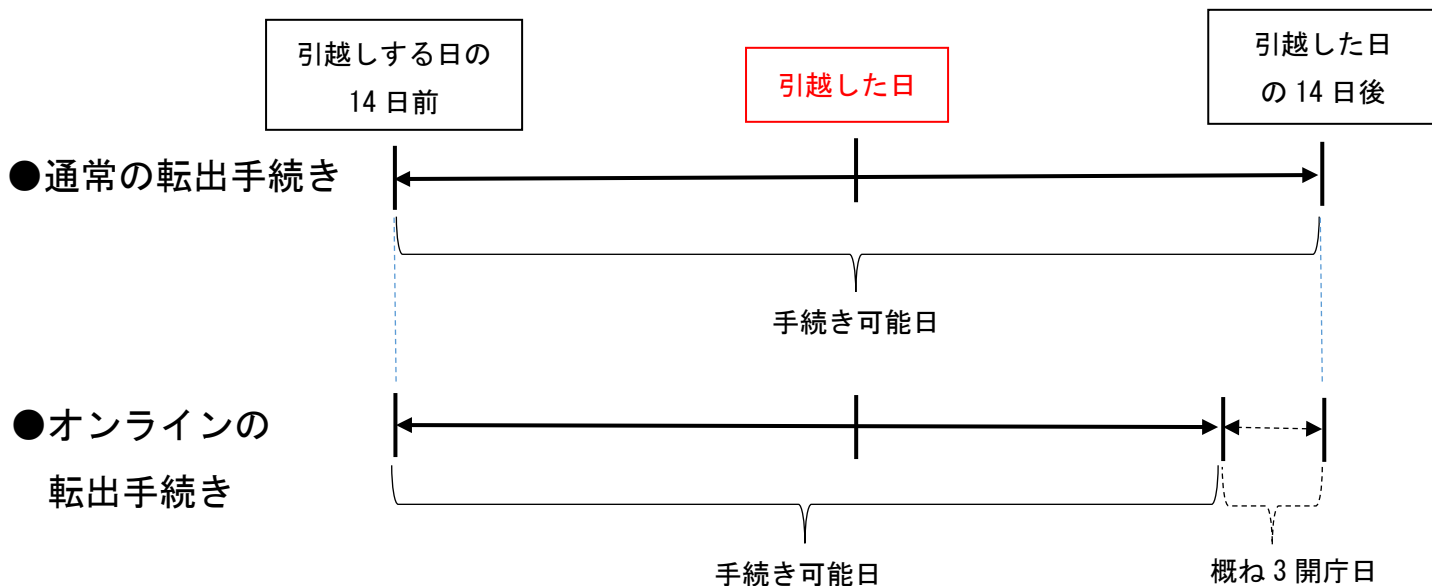 引越しする日の
14日前
引越した日
引越した日
の14日後
●通常の転出手続き
手続き可能日
●オンラインの
転出手続き
手続き可能日
概ね3開庁日